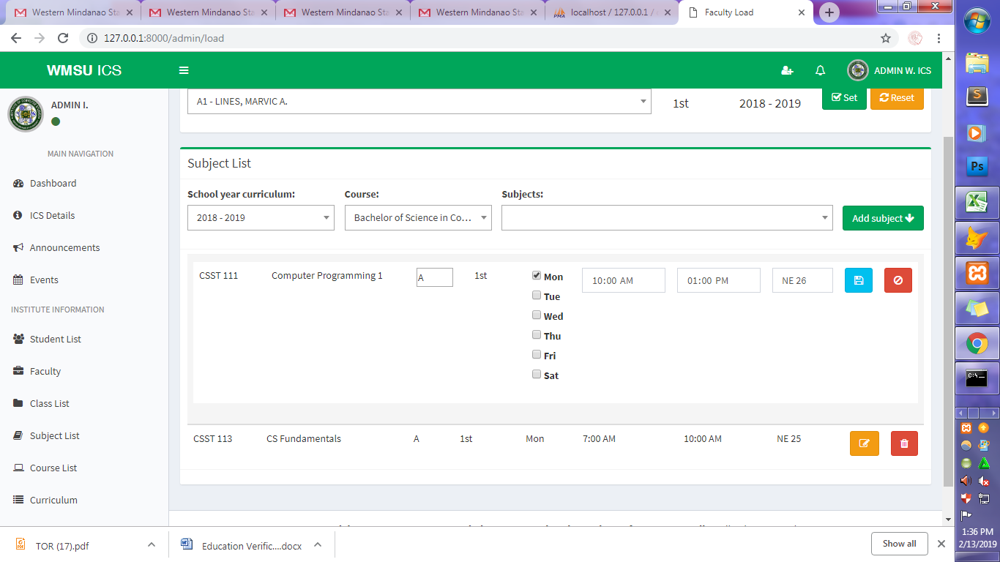 Western Mindanao Sta
Western Mindanao Sta
Western Mindanao Sta
Western Mindanao Sta
PMA
localhost / 127.0.0.1 /
Faculty Load
127.0.0.1:8000/admin/load
WMSU ICS
ADMIN W. ICS
ADMIN I.
A1 - LINES, MARVIC A.
1st
2018 - 2019
Set
Reset
MAIN NAVIGATION
Dashboard
ICS Details
Announcements
Events
INSTITUTE INFORMATION
Student List
Faculty
Class List
Subject List
Course List
Curriculum
Subject List
School year curriculum:
Course:
Subjects:
2018 - 2019
Bachelor of Science in Co...
Add subject
CSST 111
Computer Programming 1
A
1st
Mon
10:00 AM
01:00 PM
NE 26
Tue
Wed
Thu
Fri
Sat
CSST 113
CS Fundamentals
A
1st
Mon
7:00 AM
10:00 AM
NE 25
TOR (17).pdf
Education Verific....docx
Show all
Ps
C:\_
1:36 PM
2/13/2019